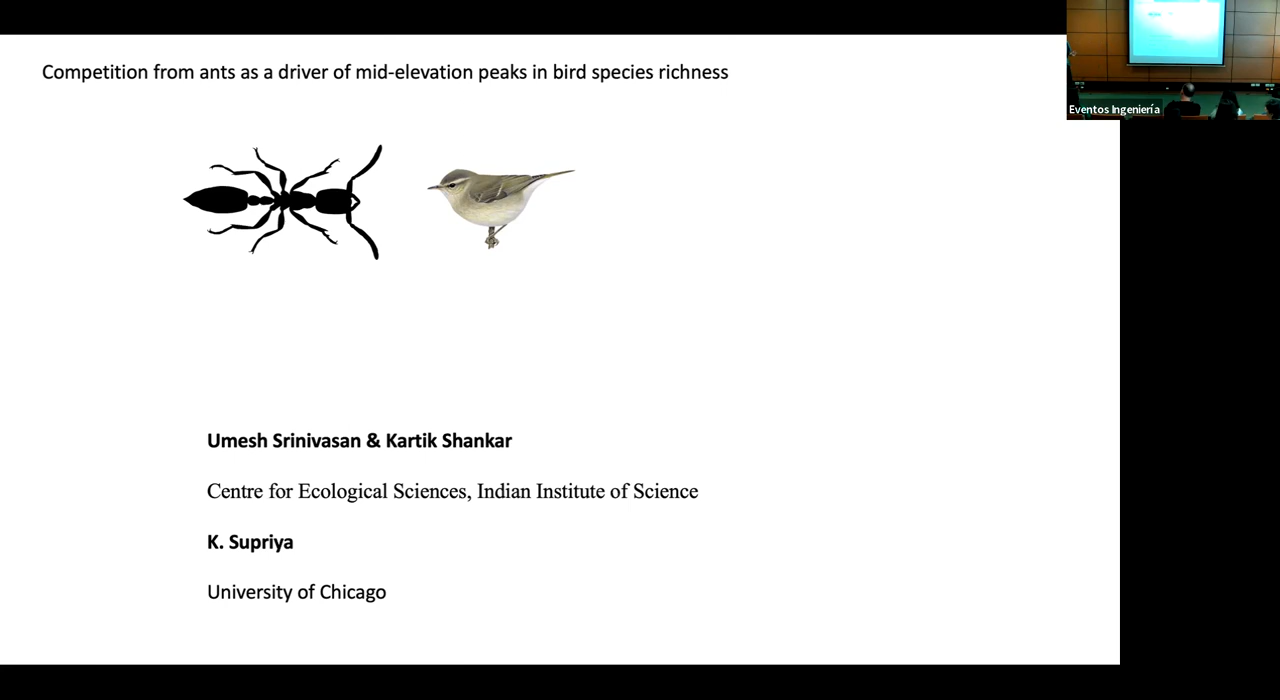 Competition from ants as a driver of mid-elevation peaks in bird species richness
Eventos Ingeniería
Umesh Srinivasan & Kartik Shankar
Centre for Ecological Sciences, Indian Institute of Science
K. Supriya
University of Chicago